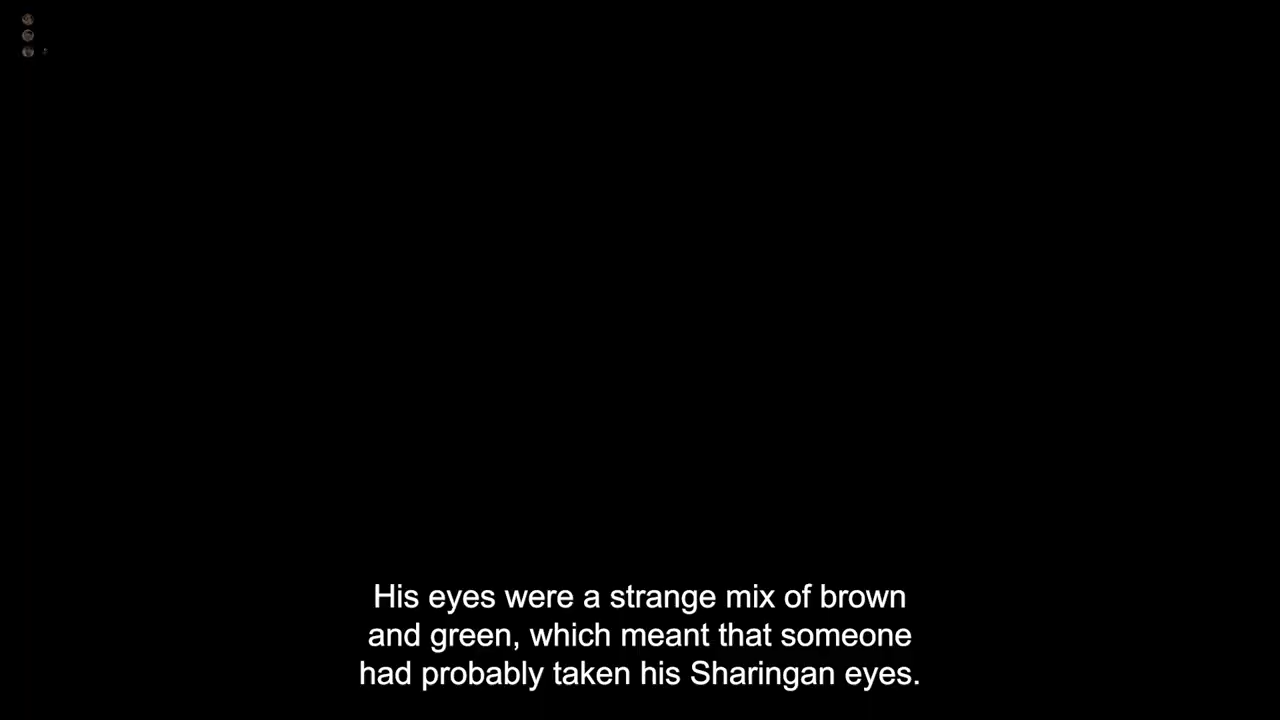 His eyes were a strange mix of brown
and green, which meant that someone
had probably taken his Sharingan eyes.